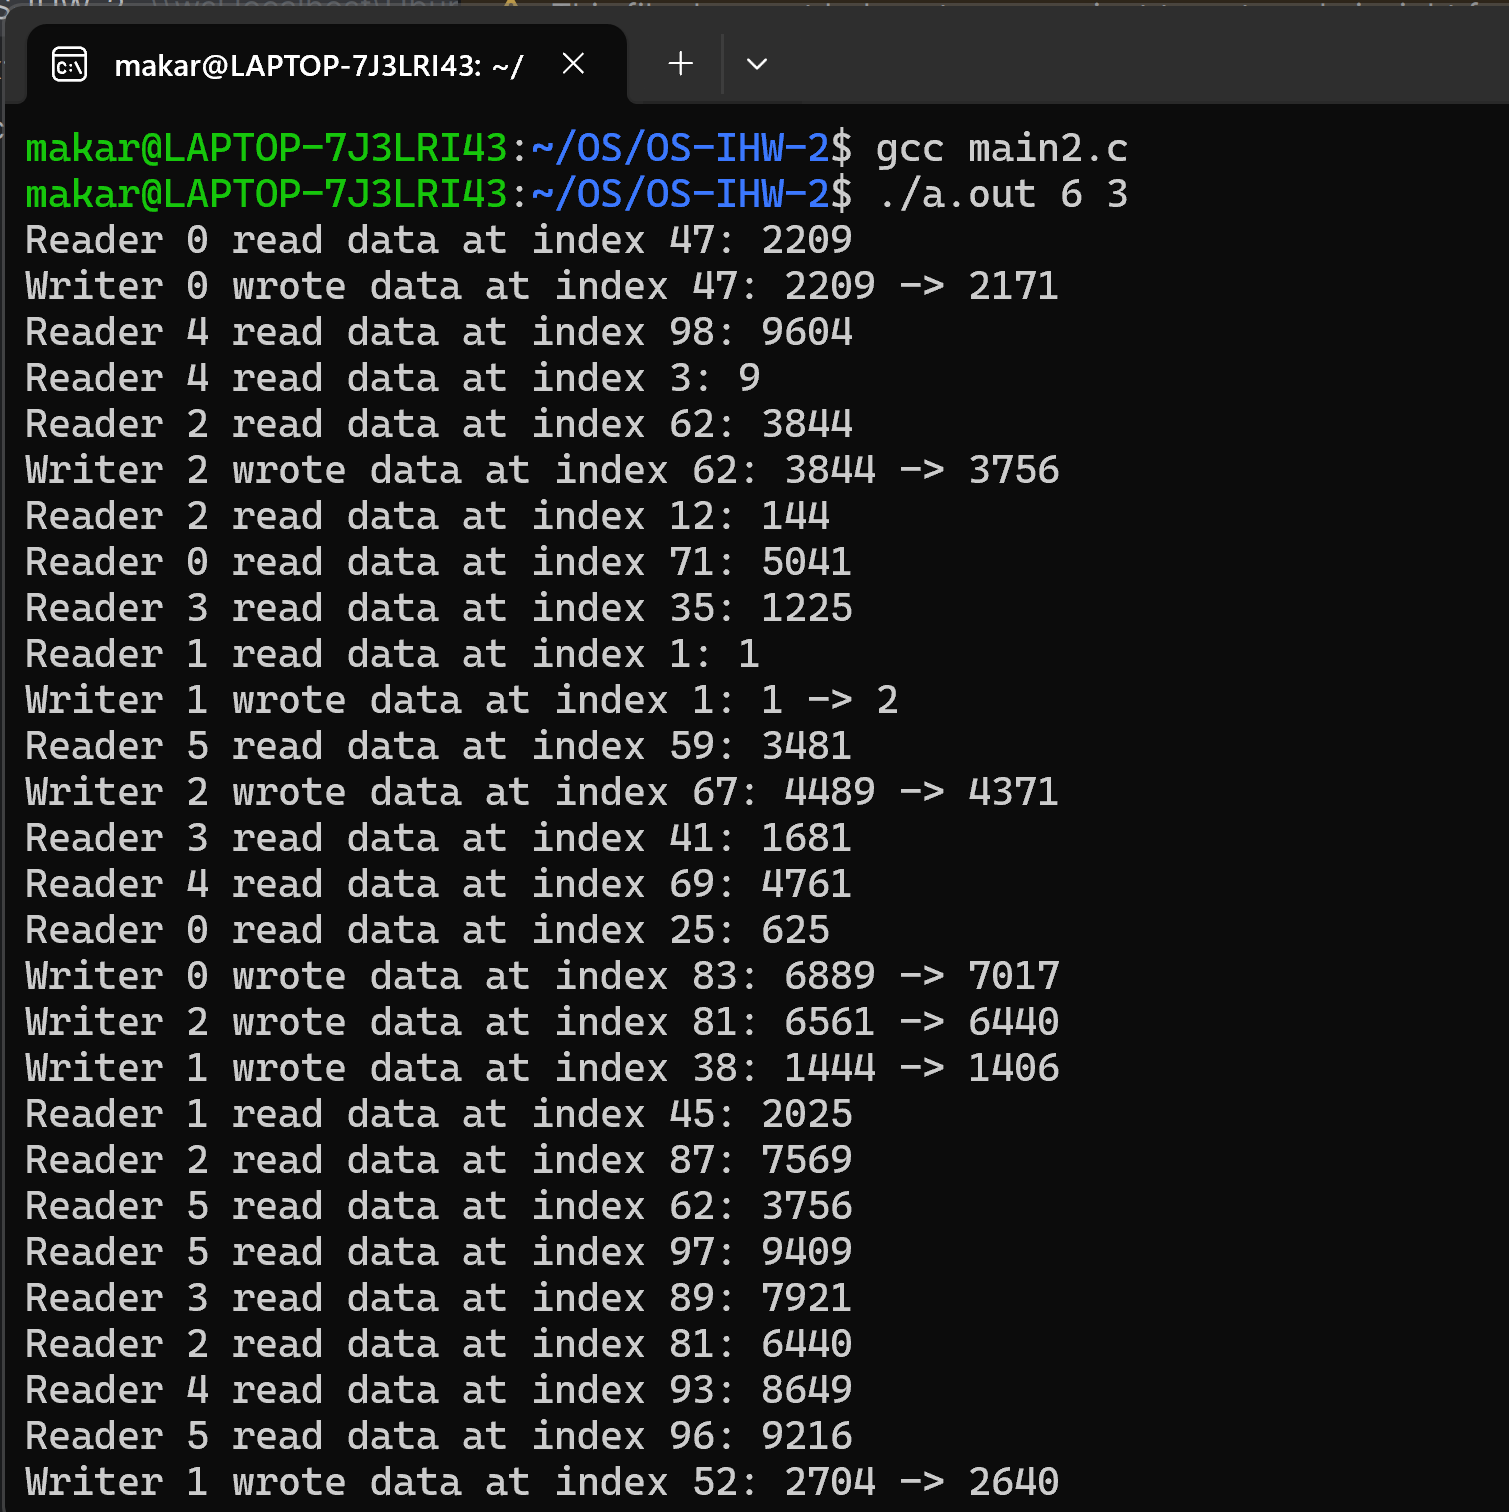 makar@LAPTOP-7J3LRI43: ~/
makar@LAPTOP-7J3LRI43:~/OS/OS-IHW-2$ gcc main2.c
makar@LAPTOP-7J3LRI43:~/OS/OS-IHW-2$ ./a.out 6 3
Reader 0 read data at index 47: 2209
Writer 0 wrote data at index 47: 2209 -> 2171
Reader 4 read data at index 98: 9604
Reader 4 read data at index 3: 9
Reader 2 read data at index 62: 3844
Writer 2 wrote data at index 62: 3844 -> 3756
Reader 2 read data at index 12: 144
Reader 0 read data at index 71: 5041
Reader 3 read data at index 35: 1225
Reader 1 read data at index 1: 1
Writer 1 wrote data at index 1: 1 -> 2
Reader 5 read data at index 59: 3481
Writer 2 wrote data at index 67: 4489 -> 4371
Reader 3 read data at index 41: 1681
Reader 4 read data at index 69: 4761
Reader 0 read data at index 25: 625
Writer 0 wrote data at index 83: 6889 -> 7017
Writer 2 wrote data at index 81: 6561 -> 6440
Writer 1 wrote data at index 38: 1444 -> 1406
Reader 1 read data at index 45: 2025
Reader 2 read data at index 87: 7569
Reader 5 read data at index 62: 3756
Reader 5 read data at index 97: 9409
Reader 3 read data at index 89: 7921
Reader 2 read data at index 81: 6440
Reader 4 read data at index 93: 8649
Reader 5 read data at index 96: 9216
Writer 1 wrote data at index 52: 2704 -> 2640